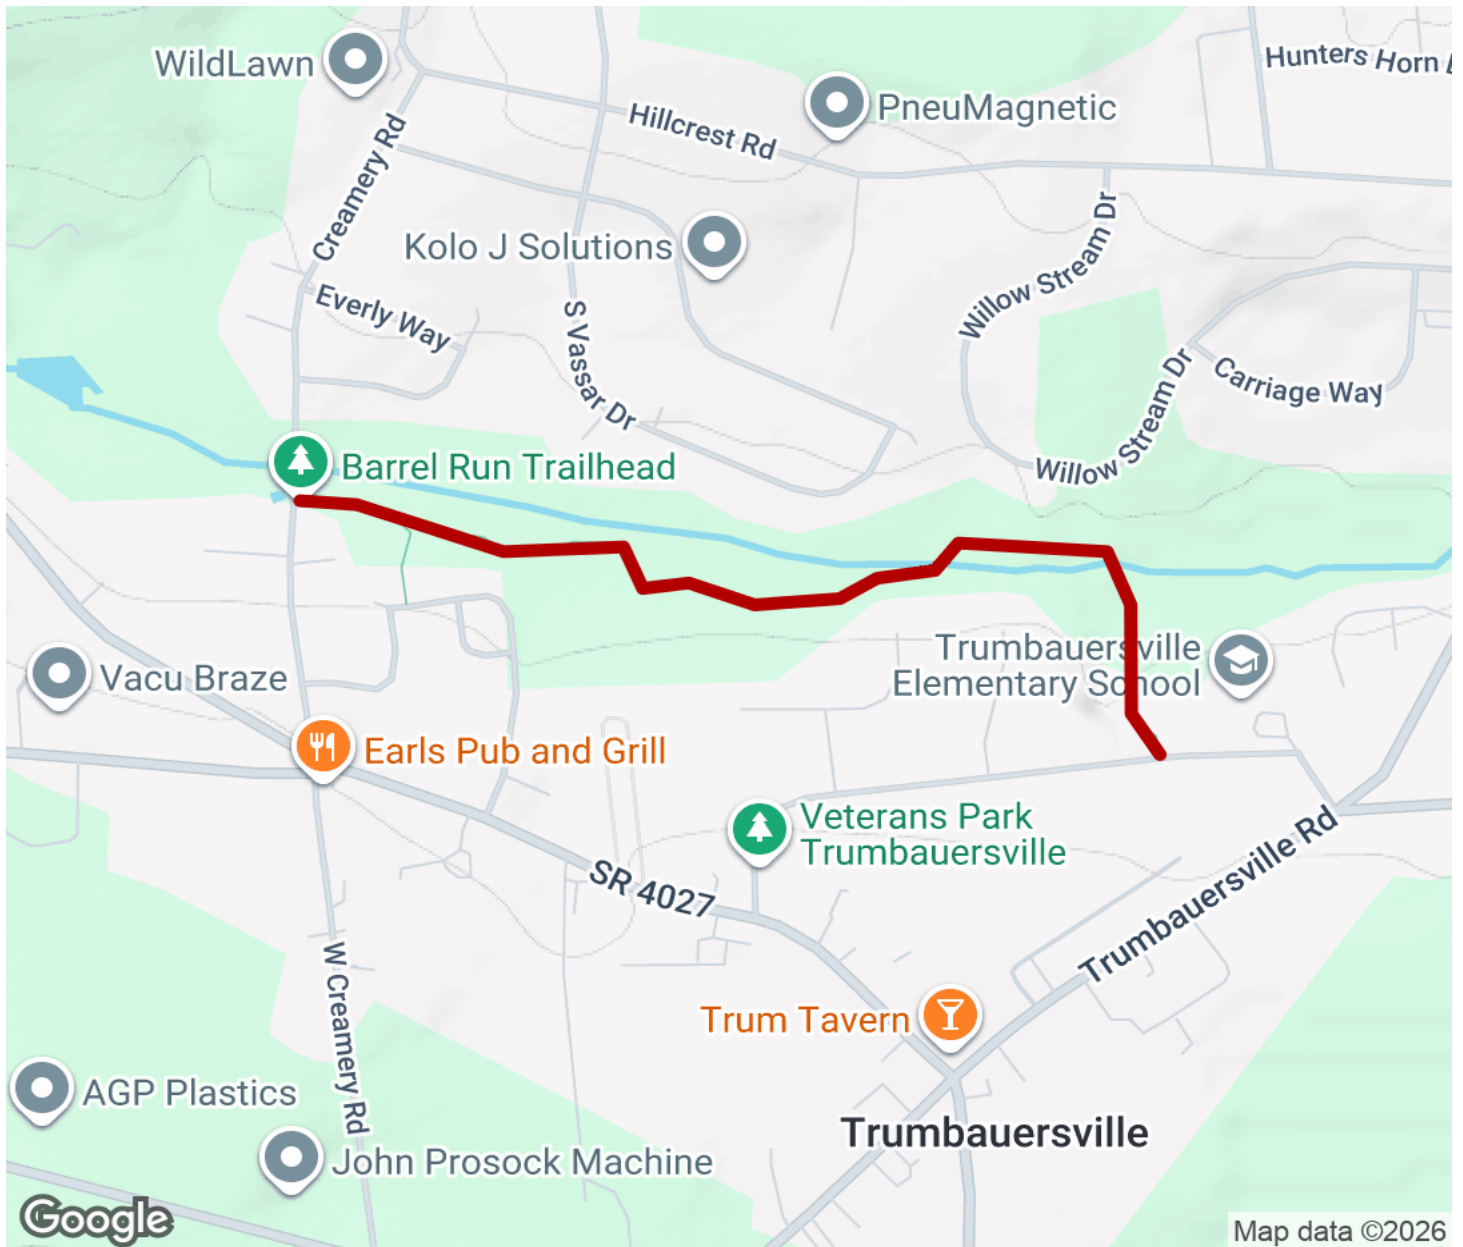 WildLawn
Hunters Horn
PneuMagnetic
Hillcrest Rd
Creamery Rd
Kolo J Solutions
Willow Stream Dr
Everly Way
S Vassar Dr
Carriage Way
Willow Stream Dr
Barrel Run Trailhead
Trumbauersville
Elementary School
Vacu Braze
Earls Pub and Grill
Veterans Park
Trumbauersville
SR 4027
Trumbauersville Rd
W Creamery Rd
Trum Tavern
AGP Plastics
Trumbauersville
John Prosock Machine
Google
Map data ©2026